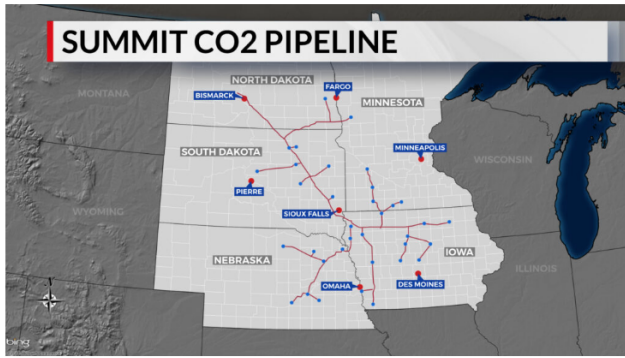 SUMMIT CO2 PIPELINE
MONTANA
NORTH DAKOTA
BISMARCK
FARGO
MINNESOTA
SOUTH DAKOTA
MINNEAPOLIS
WISCONSIN
PIERRE
WYOMING
SIOUX FALLS
NEBRASKA
IOWA
ILLINOIS
OMAHA
DES MOINES
bing